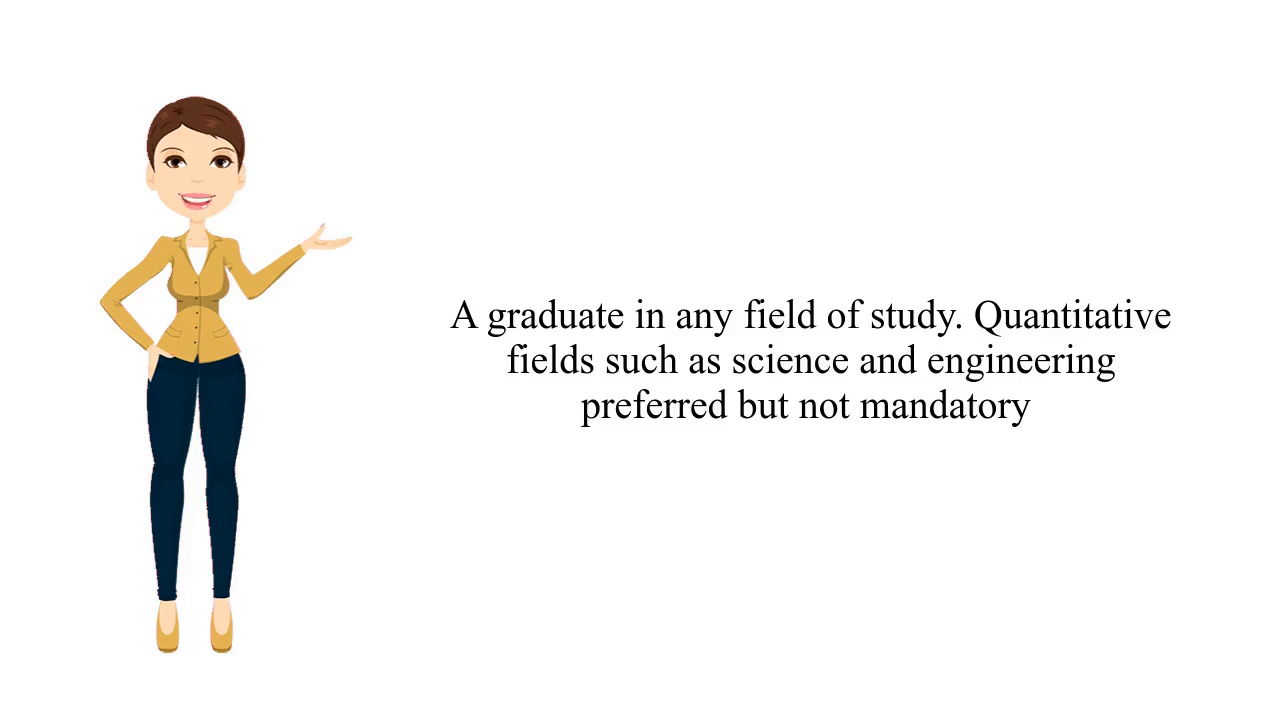 A graduate in any field of study. Quantitative
fields such as science and engineering
preferred but not mandatory